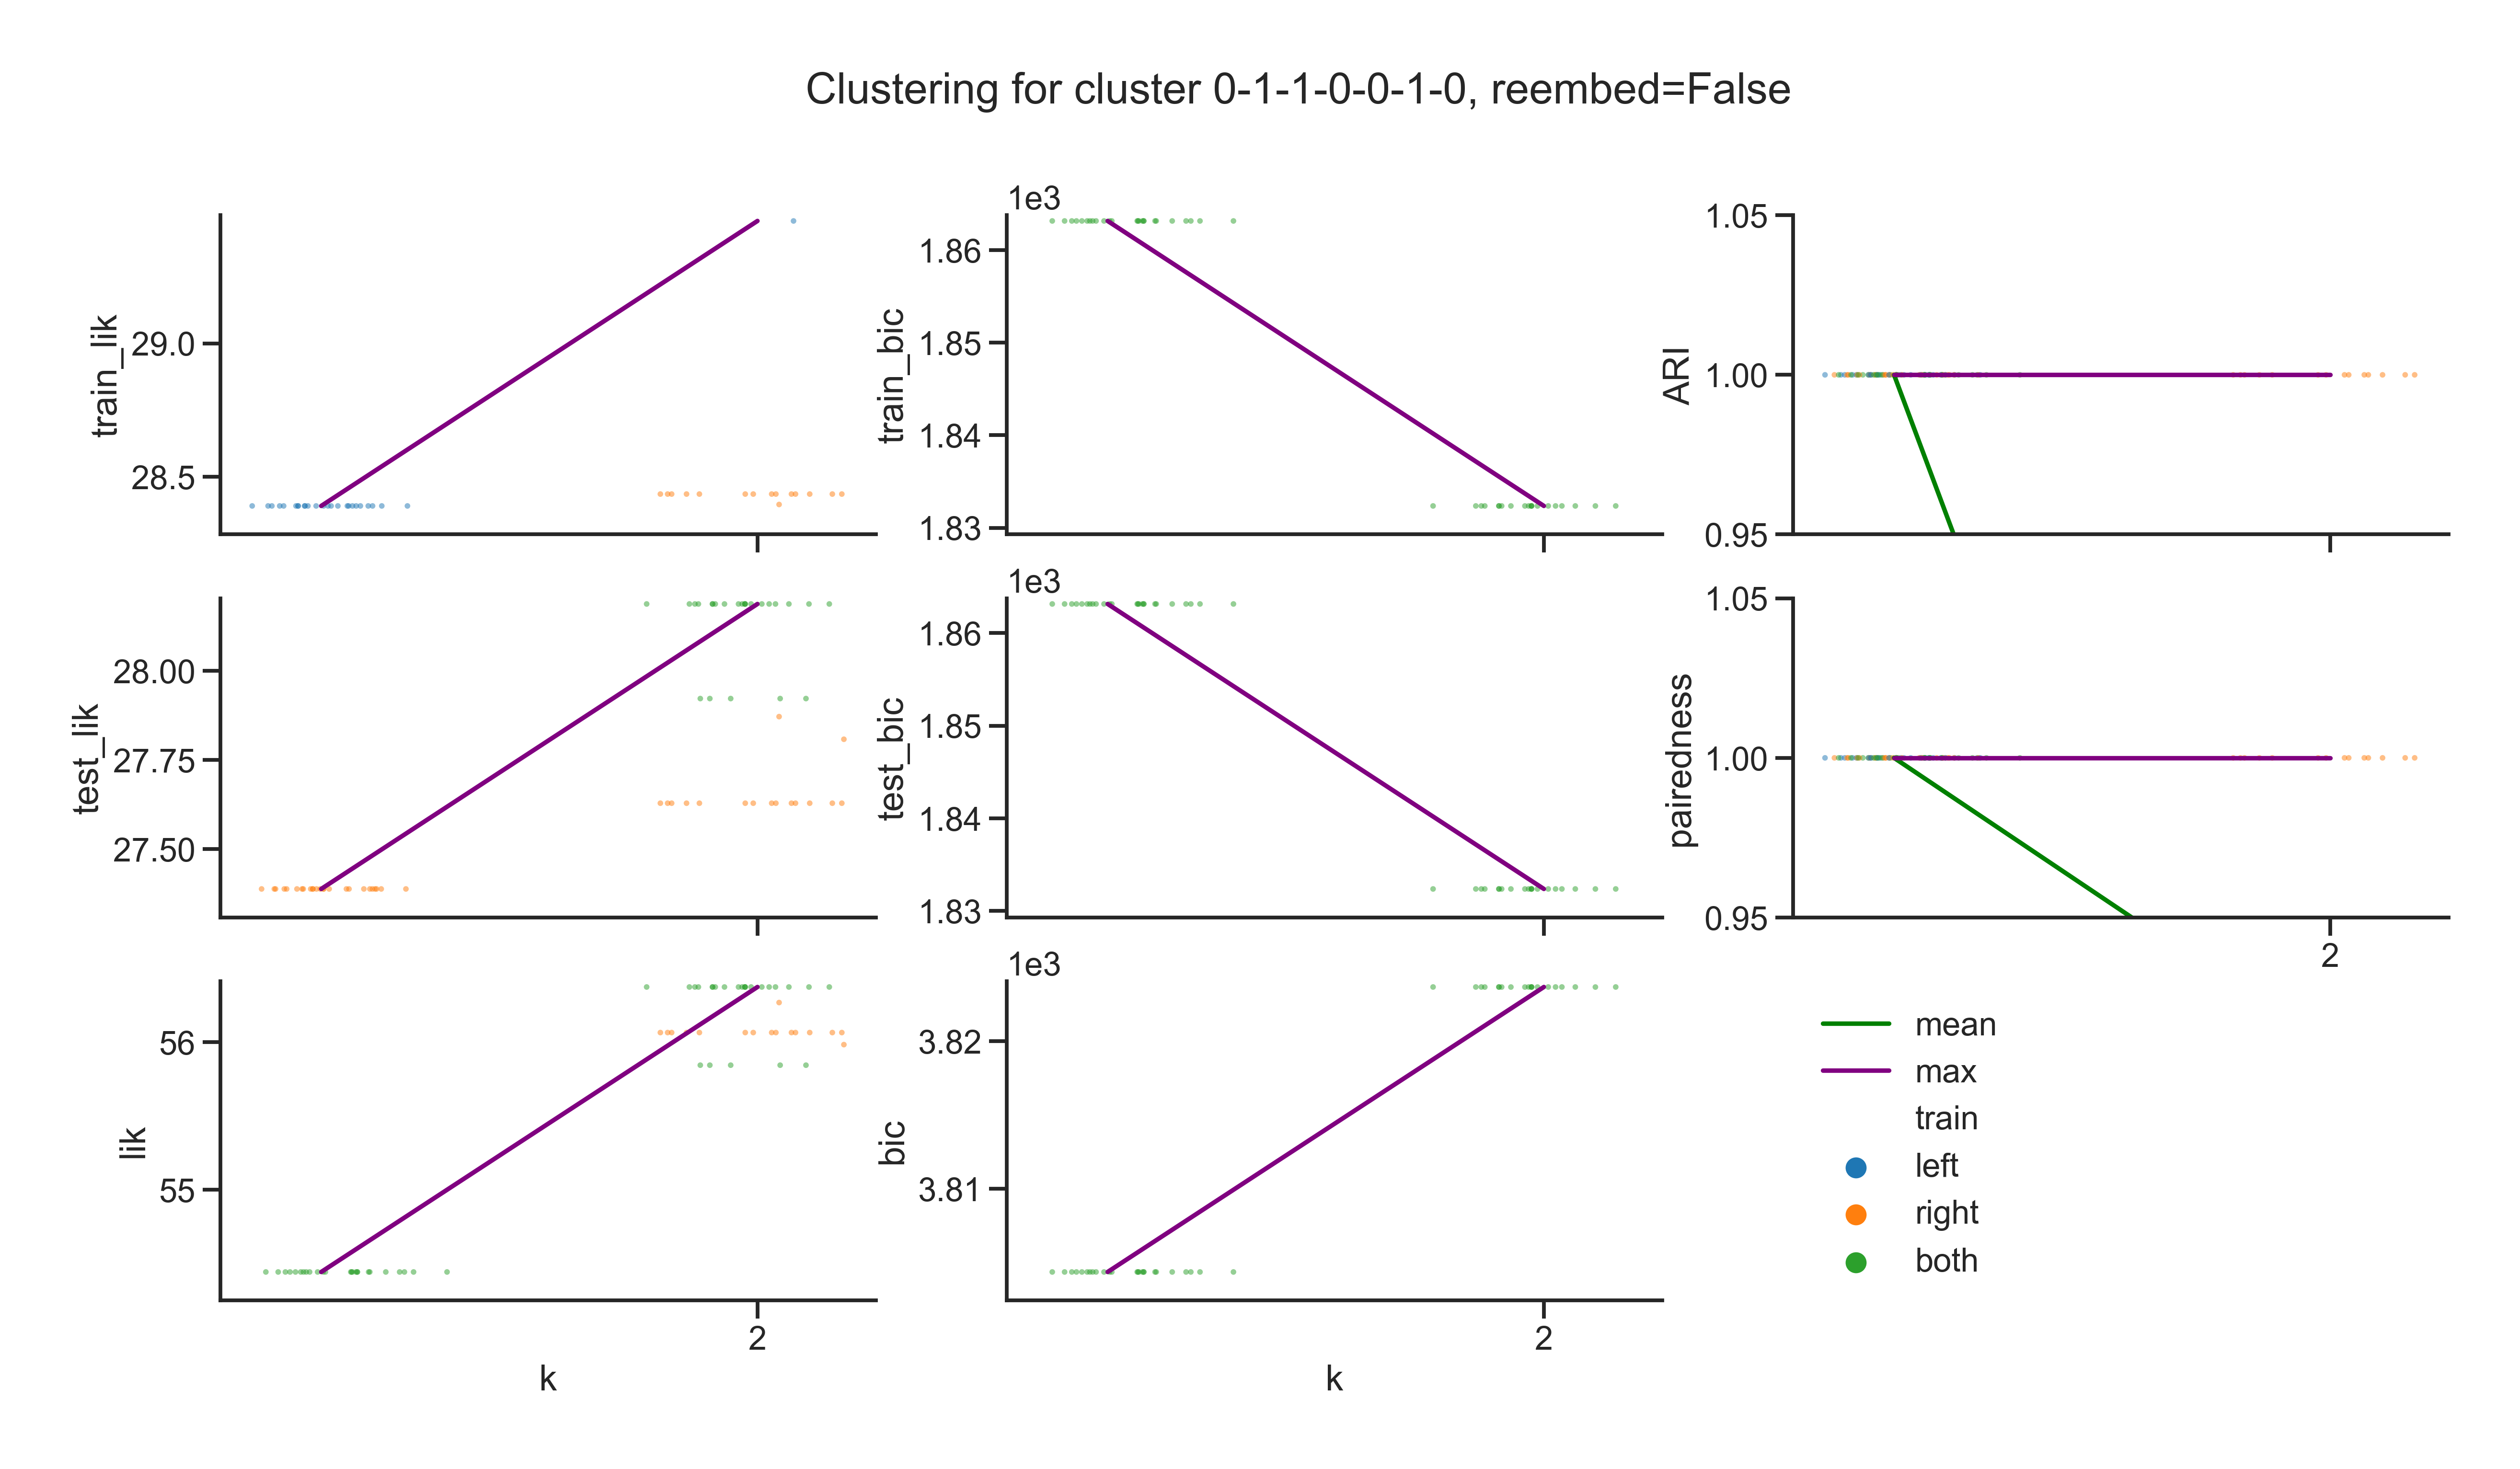 Clustering for cluster 0-1-1-0-0-1-0, reembed=False
train_lik
29.0
28.5
1e3
train_bic
1.86
1.85
1.84
1.83
ARI
1.05
1.00
0.95
test_lik
28.00
27.75
27.50
1e3
test_bic
1.86
1.85
1.84
1.83
pairedness
1.05
1.00
0.95
2
lik
56
55
2
k
1e3
bic
3.82
3.81
2
k
mean
max
train
left
right
both